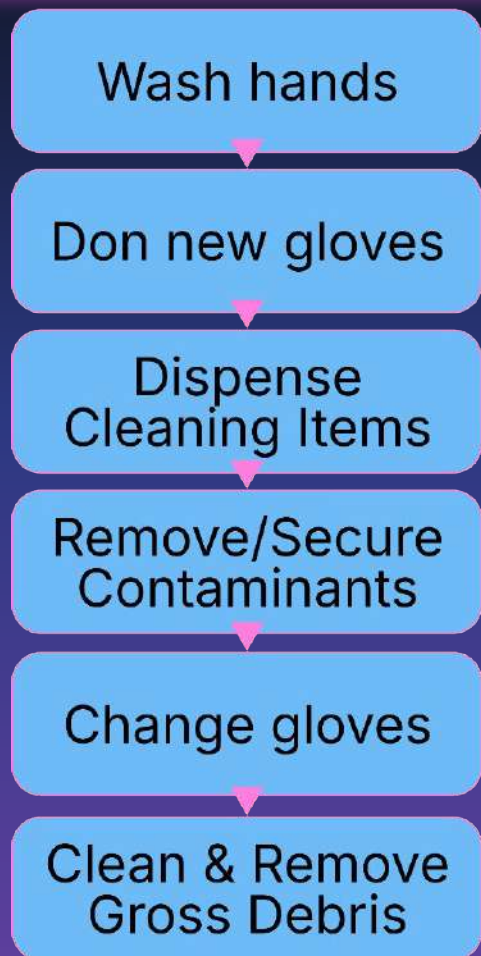 Wash hands
Don new gloves
Dispense
Cleaning Items
Remove/Secure
Contaminants
Change gloves
Clean & Remove
Gross Debris